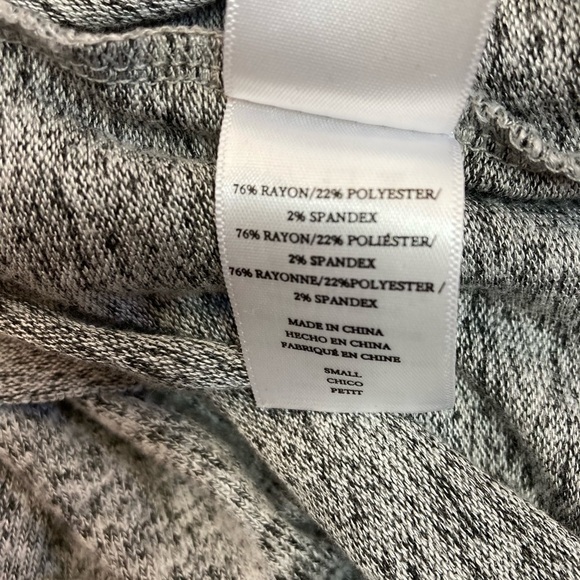 76% RAYON/22% POLYESTER/
2% SPANDEX
76% RAYON/22% POLIÉSTER/
2% SPANDEX
76% RAYONNE/22%POLYESTER /
2% SPANDEX
MADE IN CHINA
HECHO EN CHINA
FABRIQUÉ EN CHINE
SMALL
CHICO
PETIT